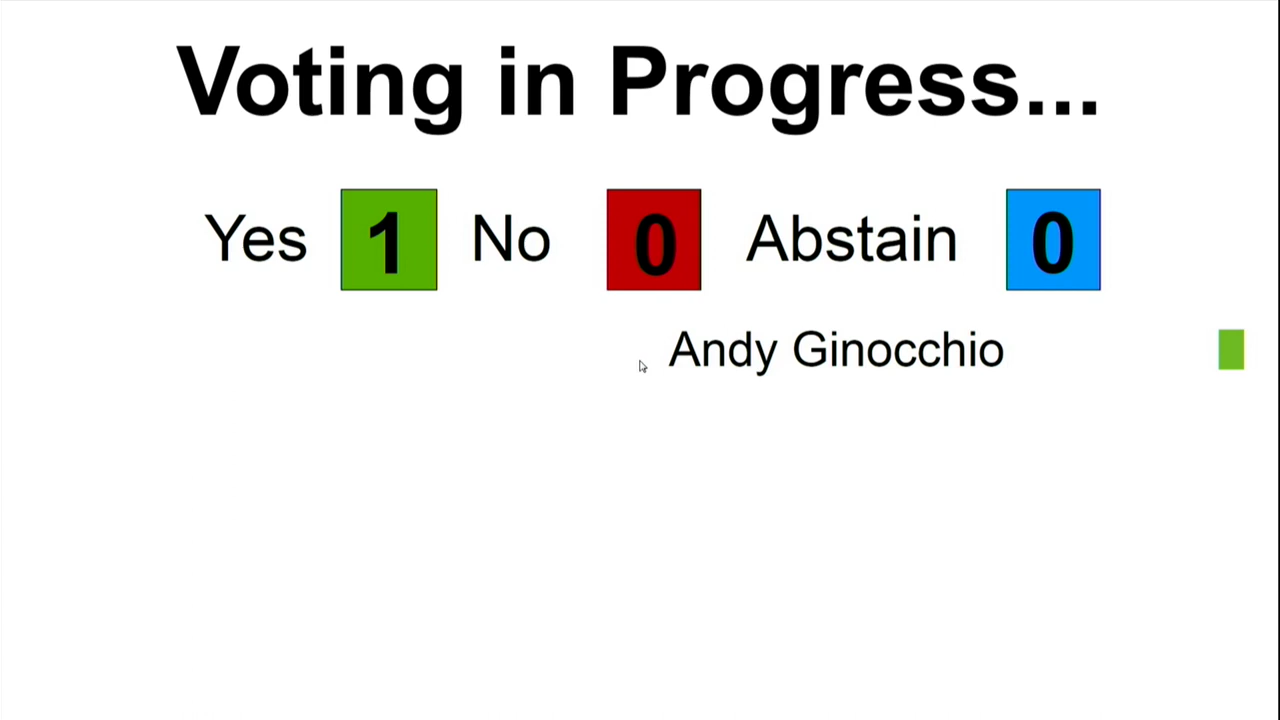 Voting in Progress...
Yes 1 No 0 Abstain 0
Andy Ginocchio